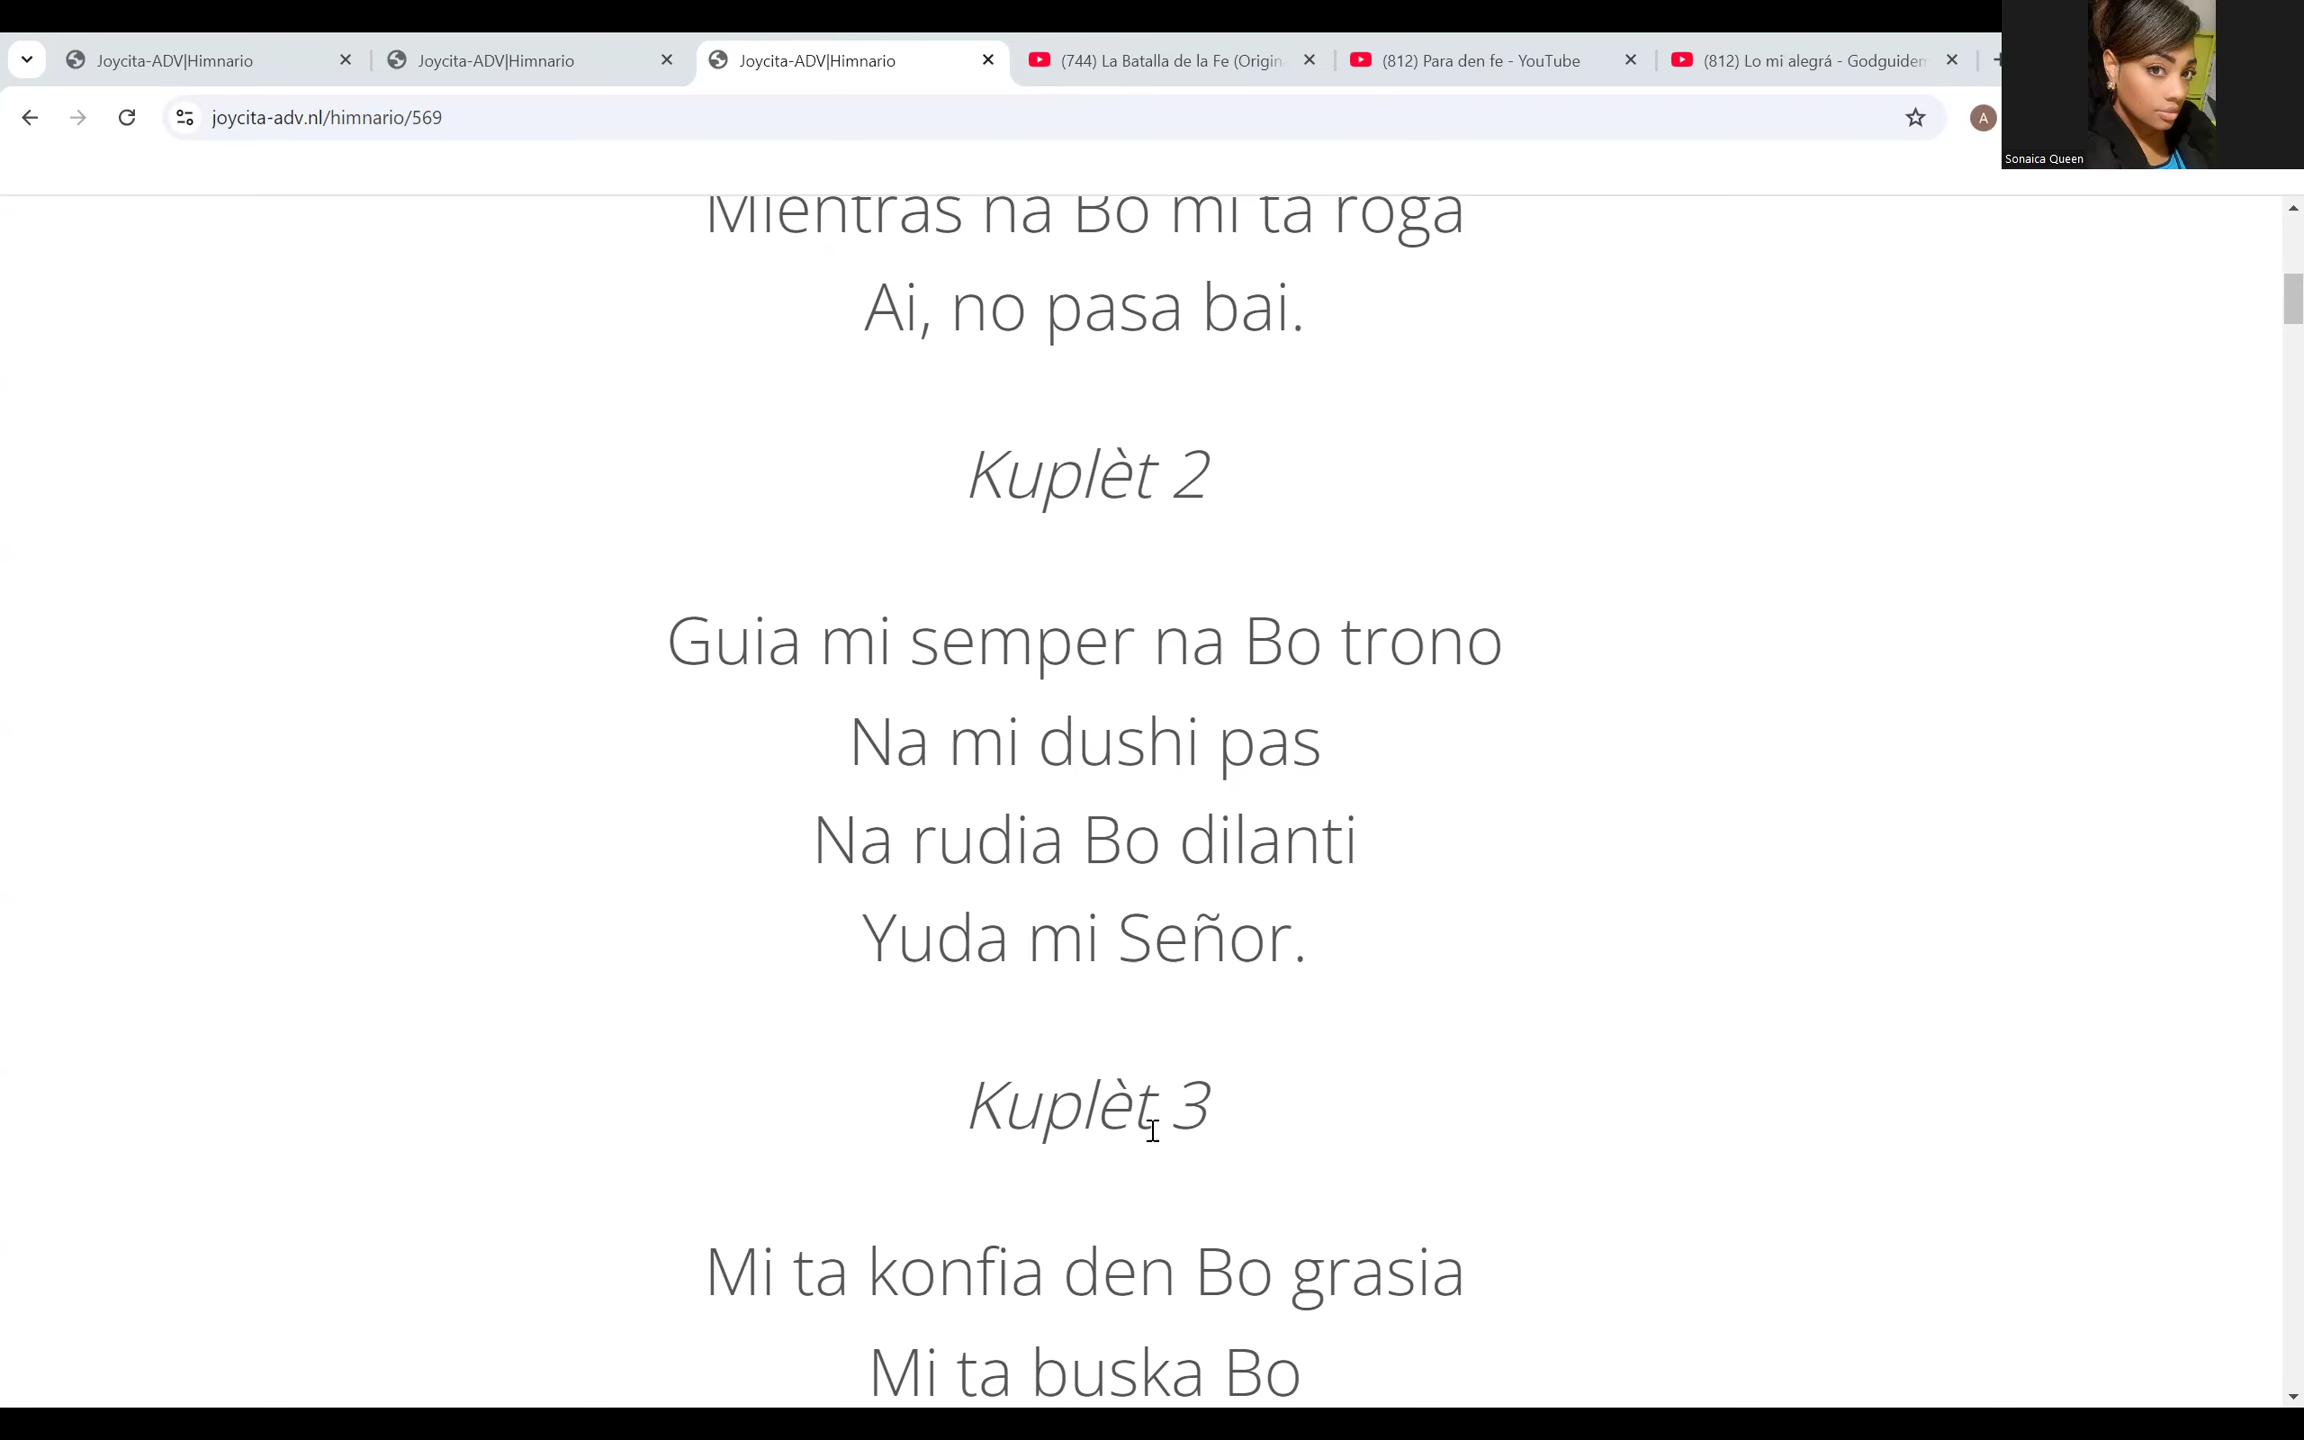 Joycita-ADV|Himnario
Joycita-ADV|Himnario
Joycita-ADV|Himnario
(744) La Batalla de la Fe (Origin
(812) Para den fe - YouTube
(812) Lo mi alegrá - Godguiden
joycita-adv.nl/himnario/569
A
Sonaica Queen
Mientras na Bo mi ta roga
Ai, no pasa bai.
Kuplèt 2
Guia mi semper na Bo trono
Na mi dushi pas
Na rudia Bo dilanti
Yuda mi Señor.
Kuplèt 3
Mi ta konfia den Bo grasia
Mi ta buska Bo